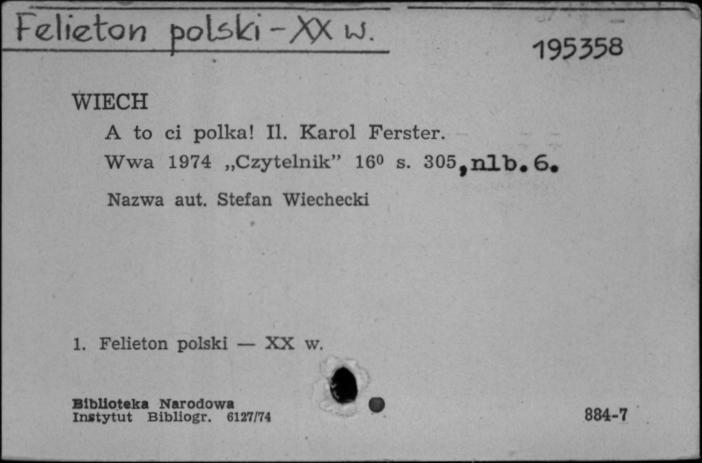 Felieton polski - XX w.
195358
WIECH
A to ci polka! Il. Karol Ferster.
Wwa 1974 „Czytelnik” 16⁰ s. 305, nlb. 6.
Nazwa aut. Stefan Wiechecki
1. Felieton polski — XX w.
Biblioteka Narodowa
Instytut Bibliogr. 6127/74
884-7